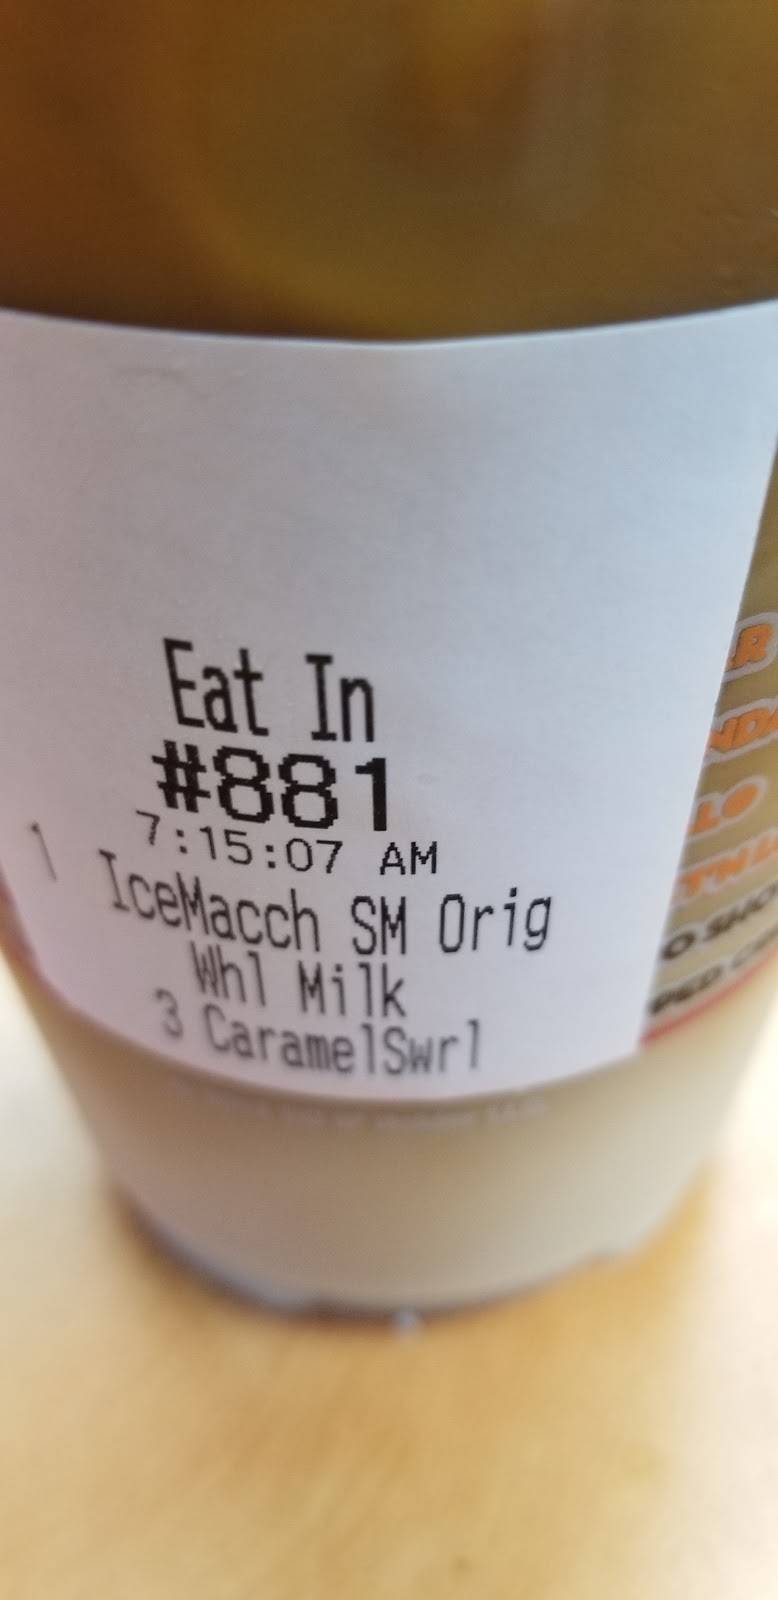 Eat In
#881
7:15:07 AM
1 IceMacch SM Orig
Whl Milk
3 CaramelSwrl